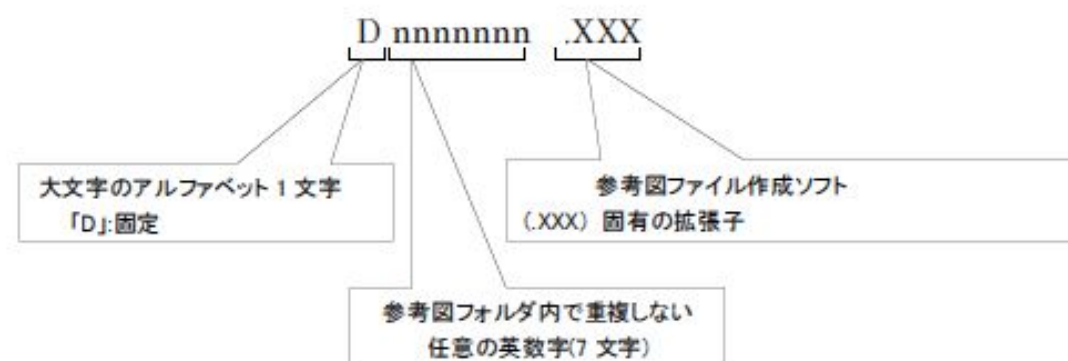 D nnnnnnn .XXX
大文字のアルファベット 1 文字
「D」:固定
参考図ファイル作成ソフト
(.XXX) 固有の拡張子
参考図フォルダ内で重複しない
任意の英数字(7 文字)